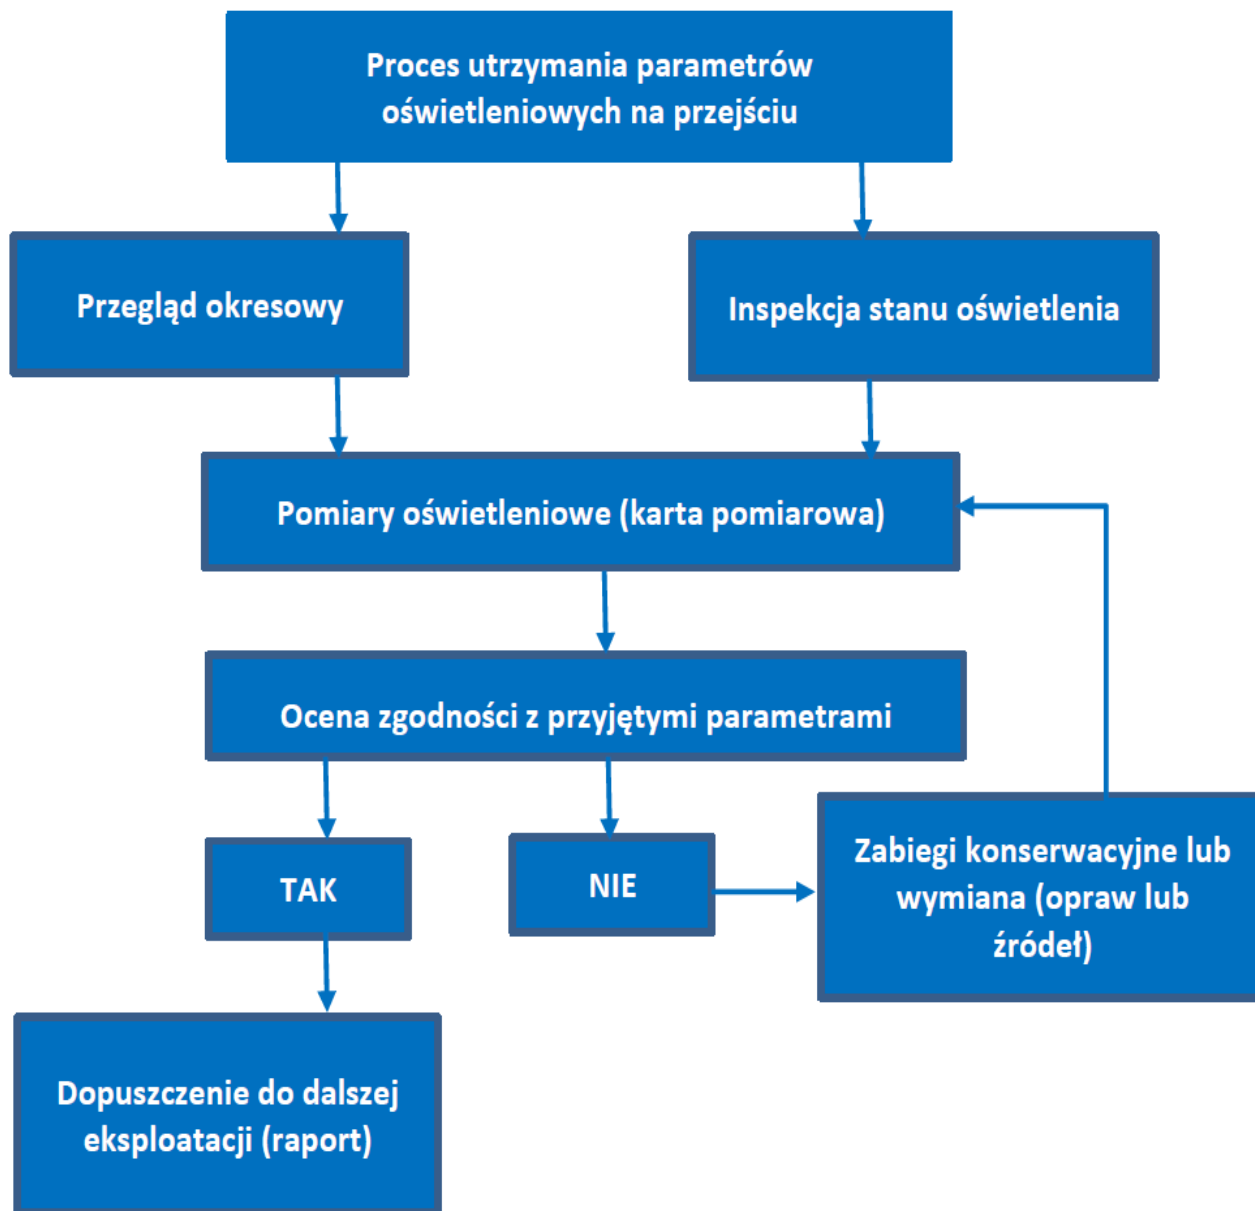 Proces utrzymania parametrów
oświetleniowych na przejściu
Przegląd okresowy
Inspekcja stanu oświetlenia
Pomiary oświetleniowe (karta pomiarowa)
Ocena zgodności z przyjętymi parametrami
TAK
NIE
Zabiegi konserwacyjne lub
wymiana (opraw lub
źródeł)
Dopuszczenie do dalszej
eksploatacji (raport)